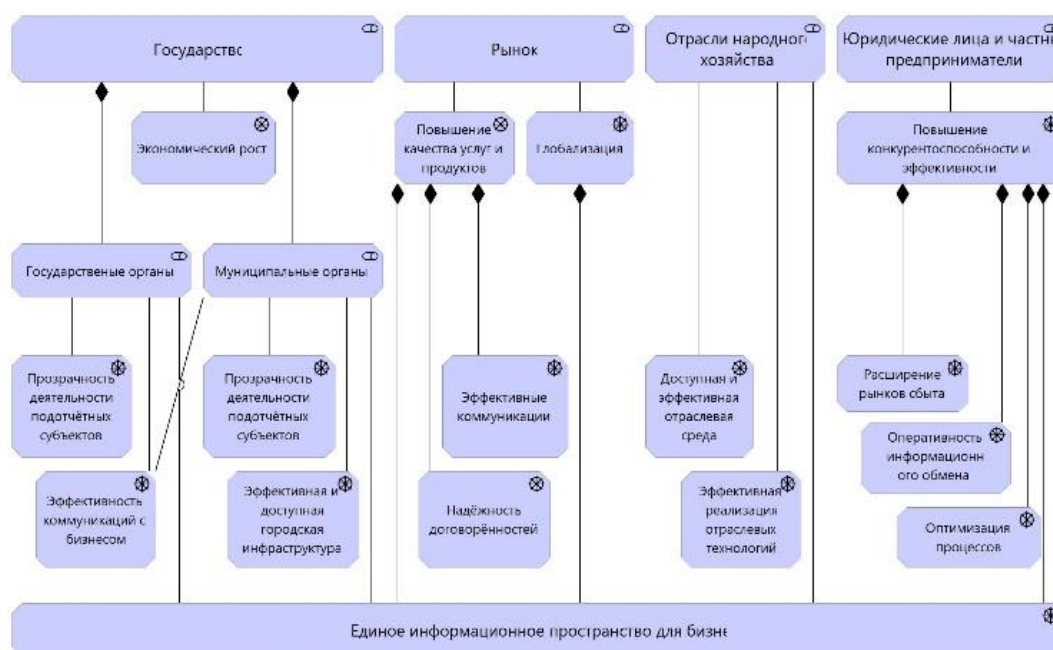 Государство
Рынок
Отрасли народного
хозяйства
Юридические лица и частны
предприниматели
Экономический рост
Повышение
качества услуг и
продуктов
Глобализация
Повышение
конкурентоспобности и
эффективности
Государственые органы
Муниципальные органы
Прозрачность
деятельности
подотчётных
субъектов
Прозрачность
деятельности
подотчётных
субъектов
Эффективные
коммуникации
Доступная и
эффективная
отраслевая
среда
Расширение
рынков сбыта
Оперативность
информационн
ого обмена
Эффективность
коммуникаций с
бизнесом
Эффективная и
доступная
городская
инфраструктура
Надёжность
договорённостей
Эффективная
реализация
отраслевых
технологий
Оптимизация
процессов
Единое информационное пространство для бизне